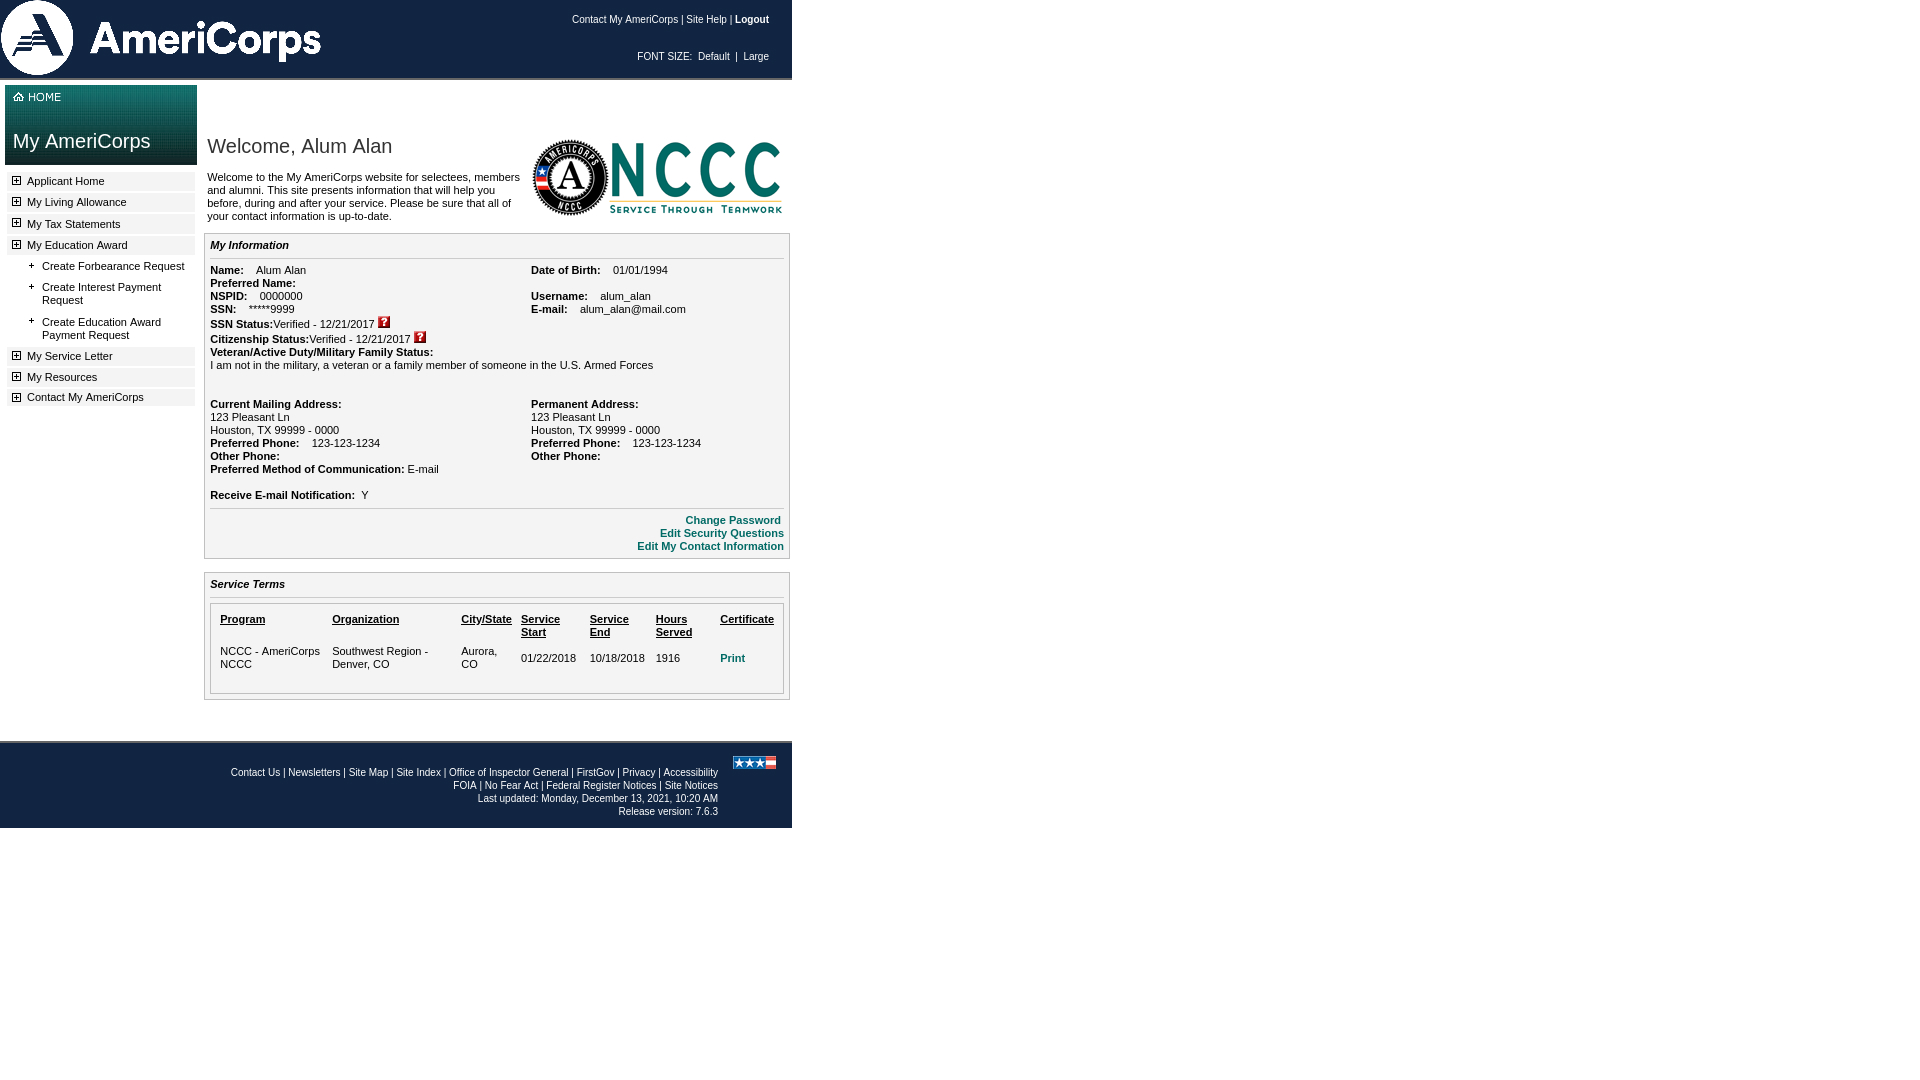 AmeriCorps
Contact My AmeriCorps | Site Help | Logout
FONT SIZE: Default | Large
HOME
My AmeriCorps
Applicant Home
My Living Allowance
My Tax Statements
My Education Award
Create Forbearance Request
Create Interest Payment
Request
Create Education Award
Payment Request
My Service Letter
My Resources
Contact My AmeriCorps
Welcome, Alum Alan
Welcome to the My AmeriCorps website for selectees, members
and alumni. This site presents information that will help you
before, during and after your service. Please be sure that all of
your contact information is up-to-date.
AMERICORPS
A
NCCC
NCCC
SERVICE THROUGH TEAMWORK
My Information
Name: Alum Alan
Date of Birth: 01/01/1994
Preferred Name:
NSPID: 0000000
Username: alum_alan
SSN: *****9999
E-mail: alum_alan@mail.com
SSN Status:Verified - 12/21/2017 ?
Citizenship Status:Verified - 12/21/2017 ?
Veteran/Active Duty/Military Family Status:
I am not in the military, a veteran or a family member of someone in the U.S. Armed Forces
Current Mailing Address:
123 Pleasant Ln
Houston, TX 99999 - 0000
Preferred Phone: 123-123-1234
Other Phone:
Permanent Address:
123 Pleasant Ln
Houston, TX 99999 - 0000
Preferred Phone: 123-123-1234
Other Phone:
Preferred Method of Communication: E-mail
Receive E-mail Notification: Y
Change Password
Edit Security Questions
Edit My Contact Information
Service Terms
Program Organization City/State Service Start Service End Hours Served Certificate
NCCC - AmeriCorps NCCC Southwest Region - Denver, CO Aurora, CO 01/22/2018 10/18/2018 1916 Print
Contact Us | Newsletters | Site Map | Site Index | Office of Inspector General | FirstGov | Privacy | Accessibility
FOIA | No Fear Act | Federal Register Notices | Site Notices
Last updated: Monday, December 13, 2021, 10:20 AM
Release version: 7.6.3